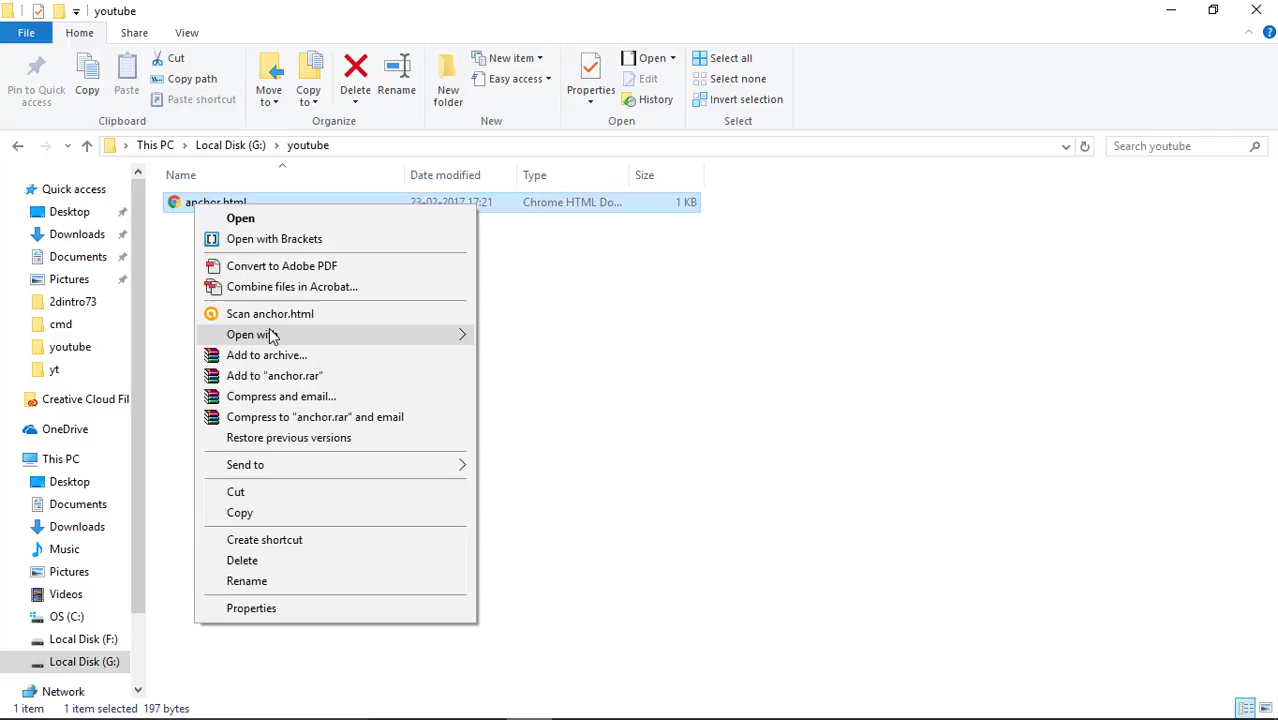 youtube
File Home Share View
Pin to Quick access
Copy
Paste
Cut
Copy path
Paste shortcut
Clipboard
Move to
Copy to
Delete
Rename
Organize
New folder
New item
Easy access
New
Properties
Open
Edit
History
Open
Select all
Select none
Invert selection
Select
This PC Local Disk (G:) youtube
Search youtube
Name Date modified Type Size
anchor.html 23-02-2017 17:21 Chrome HTML Do... 1 KB
Quick access
Desktop
Downloads
Documents
Pictures
2dintro73
cmd
youtube
yt
Creative Cloud Fil
OneDrive
This PC
Desktop
Documents
Downloads
Music
Pictures
Videos
OS (C:)
Local Disk (F:)
Local Disk (G:)
Network
Open
Open with Brackets
Convert to Adobe PDF
Combine files in Acrobat...
Scan anchor.html
Open with
Add to archive...
Add to "anchor.rar"
Compress and email...
Compress to "anchor.rar" and email
Restore previous versions
Send to
Cut
Copy
Create shortcut
Delete
Rename
Properties
1 item 1 item selected 197 bytes